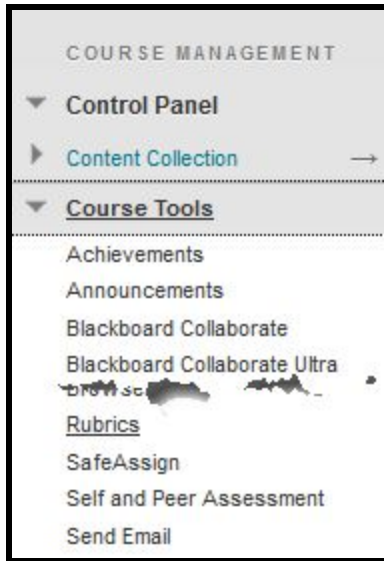 COURSE MANAGEMENT
Control Panel
Content Collection →
Course Tools
Achievements
Announcements
Blackboard Collaborate
Blackboard Collaborate Ultra
Rubrics
SafeAssign
Self and Peer Assessment
Send Email